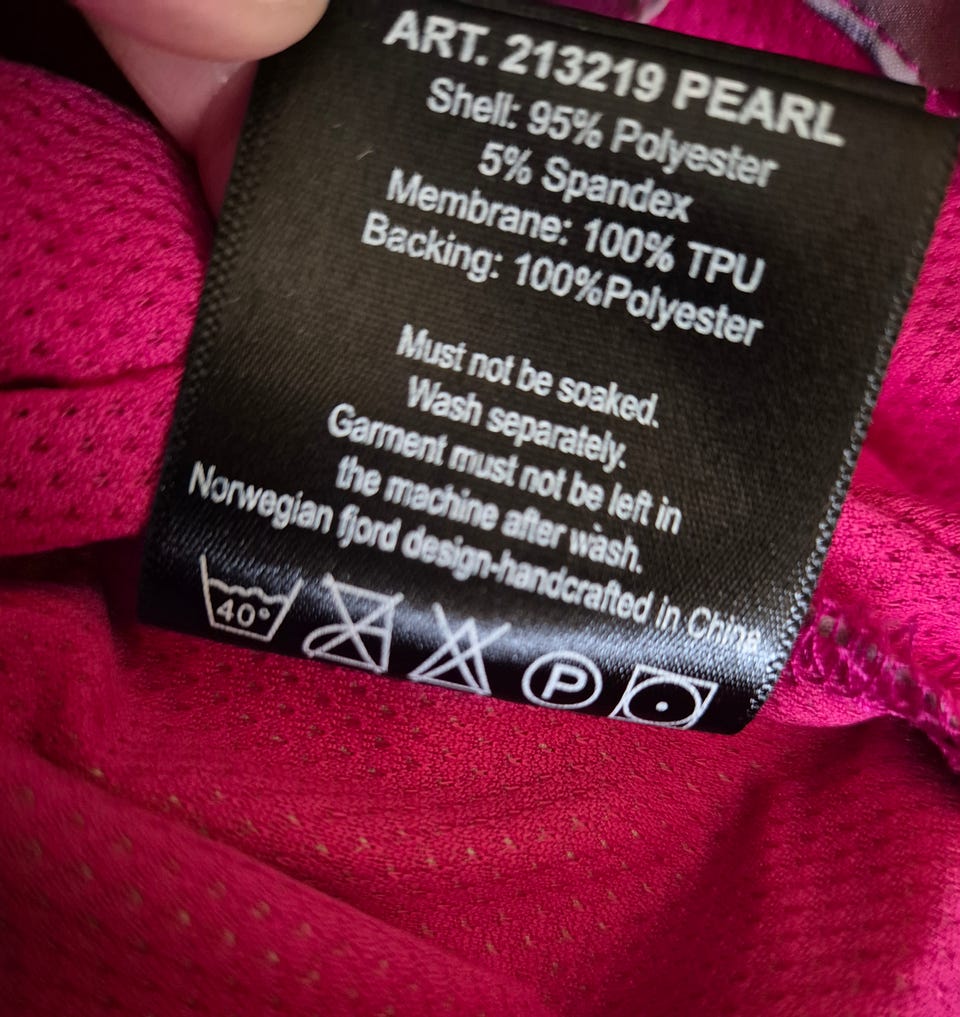 ART. 213219 PEARL
Shell: 95% Polyester
5% Spandex
Membrane: 100% TPU
Backing: 100%Polyester
Must not be soaked.
Wash separately.
Garment must not be left in
the machine after wash.
Norwegian fjord design-handcrafted in China
40°
P